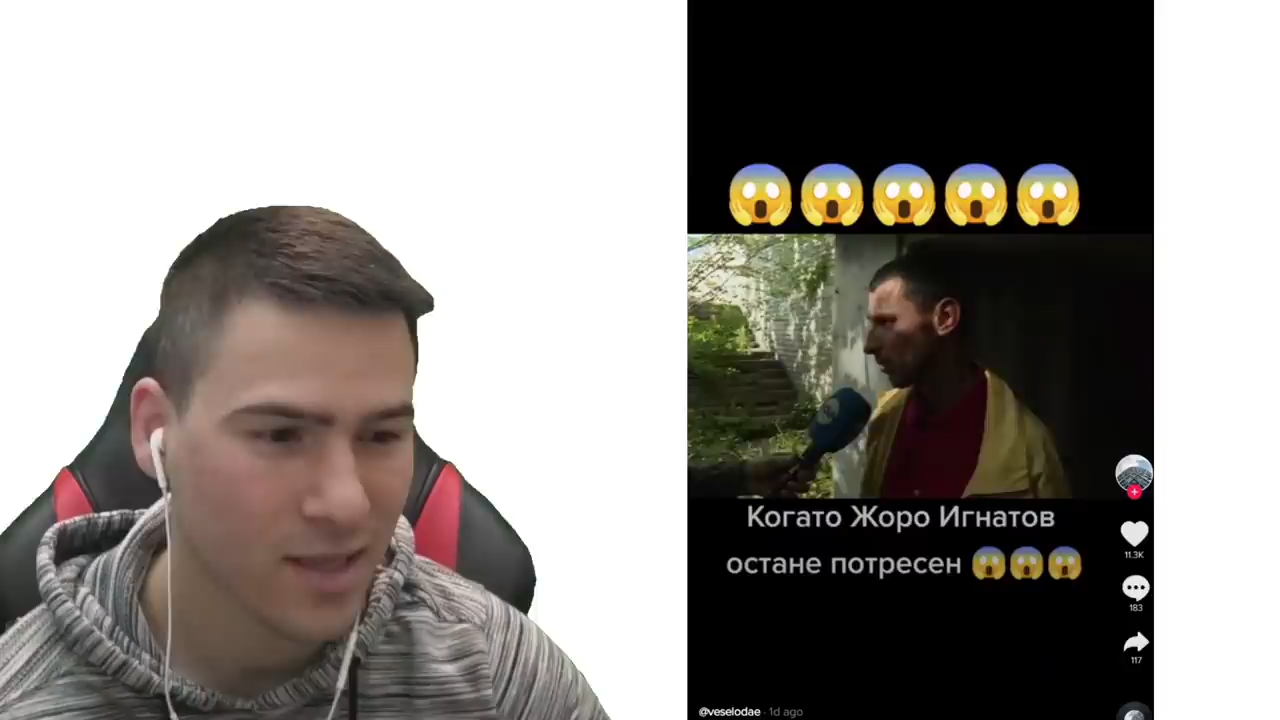 Когато Жоро Игнатов
остане потресен 😱😱😱
11.3K
183
117
@veselodae · 1d ago